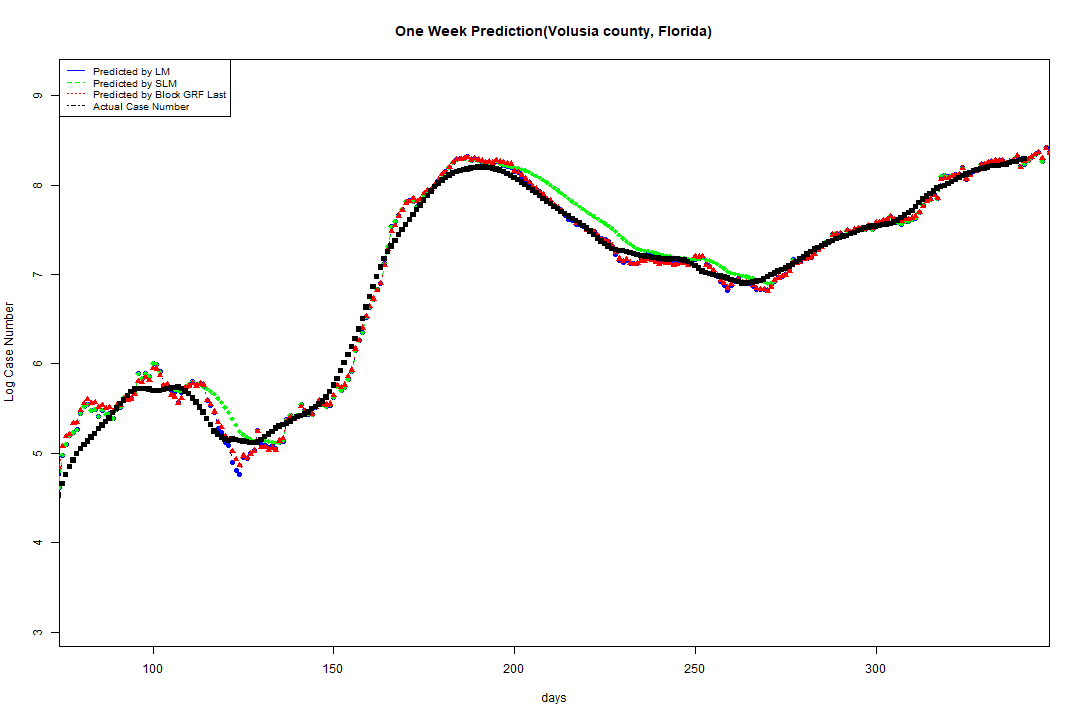 One Week Prediction(Volusia county, Florida)
Predicted by LM
Predicted by SLM
Predicted by Block GRF Last
Actual Case Number
9
8
7
6
5
4
3
Log Case Number
100
150
200
250
300
days